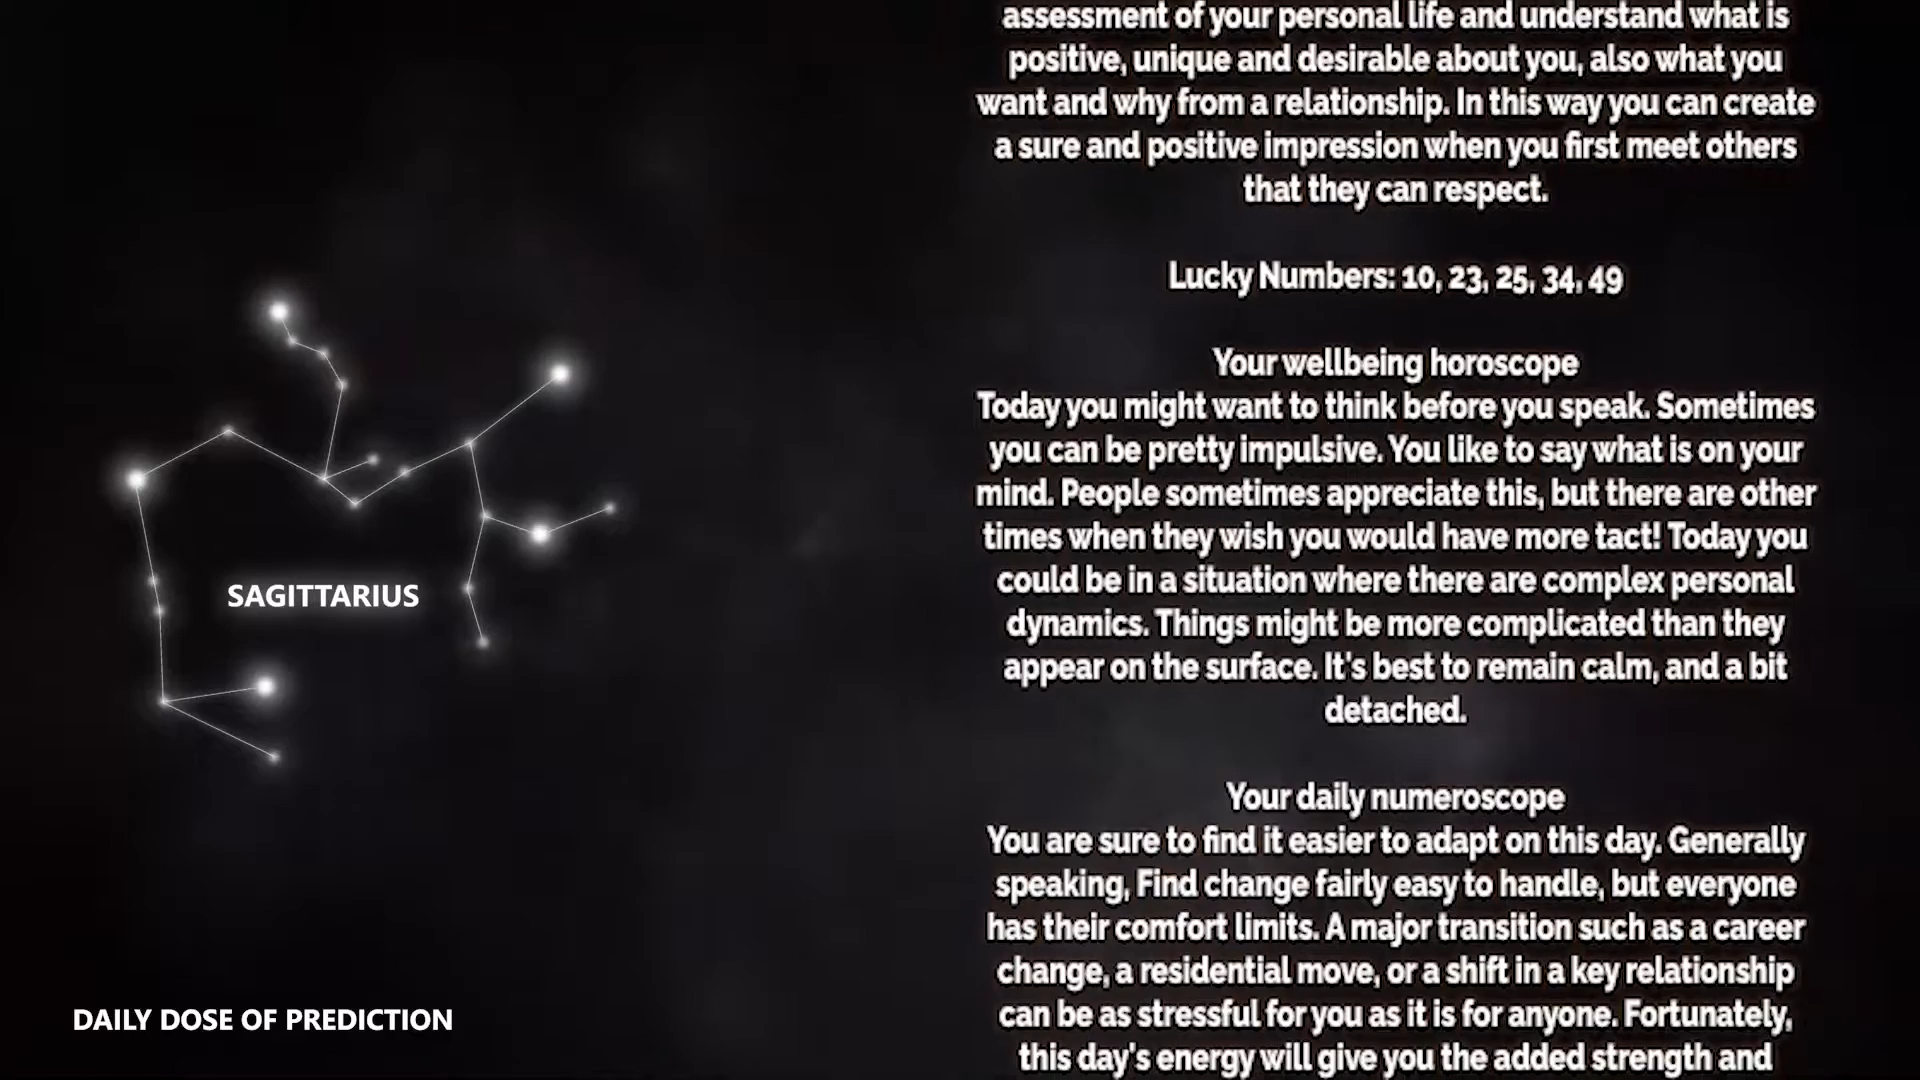 assessment of your personal life and understand what is
positive, unique and desirable about you, also what you
want and why from a relationship. In this way you can create
a sure and positive impression when you first meet others
that they can respect.
Lucky Numbers: 10, 23, 25, 34, 49
Your wellbeing horoscope
Today you might want to think before you speak. Sometimes
you can be pretty impulsive. You like to say what is on your
mind. People sometimes appreciate this, but there are other
times when they wish you would have more tact! Today you
could be in a situation where there are complex personal
dynamics. Things might be more complicated than they
appear on the surface. It's best to remain calm, and a bit
detached.
Your daily numeroscope
You are sure to find it easier to adapt on this day. Generally
speaking, Find change fairly easy to handle, but everyone
has their comfort limits. A major transition such as a career
change, a residential move, or a shift in a key relationship
can be as stressful for you as it is for anyone. Fortunately,
this day's energy will give you the added strength and
SAGITTARIUS
DAILY DOSE OF PREDICTION